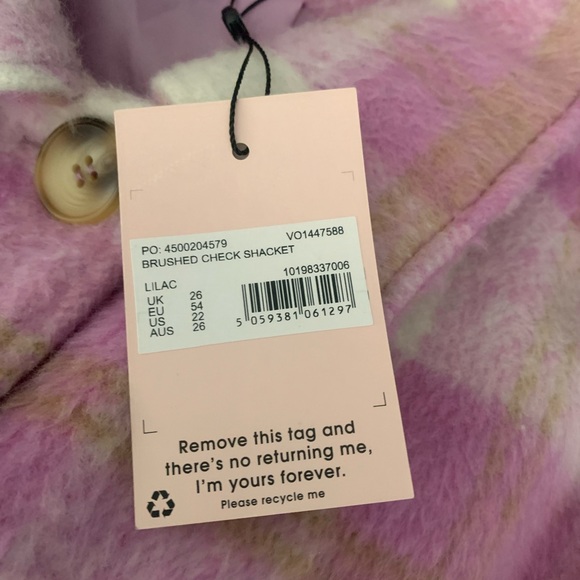 PO: 4500204579 VO1447588
BRUSHED CHECK SHACKET
LILAC 10198337006
UK 26
EU 54
US 22
AUS 26
5 059381 061297
Remove this tag and
there's no returning me,
I'm yours forever.
Please recycle me